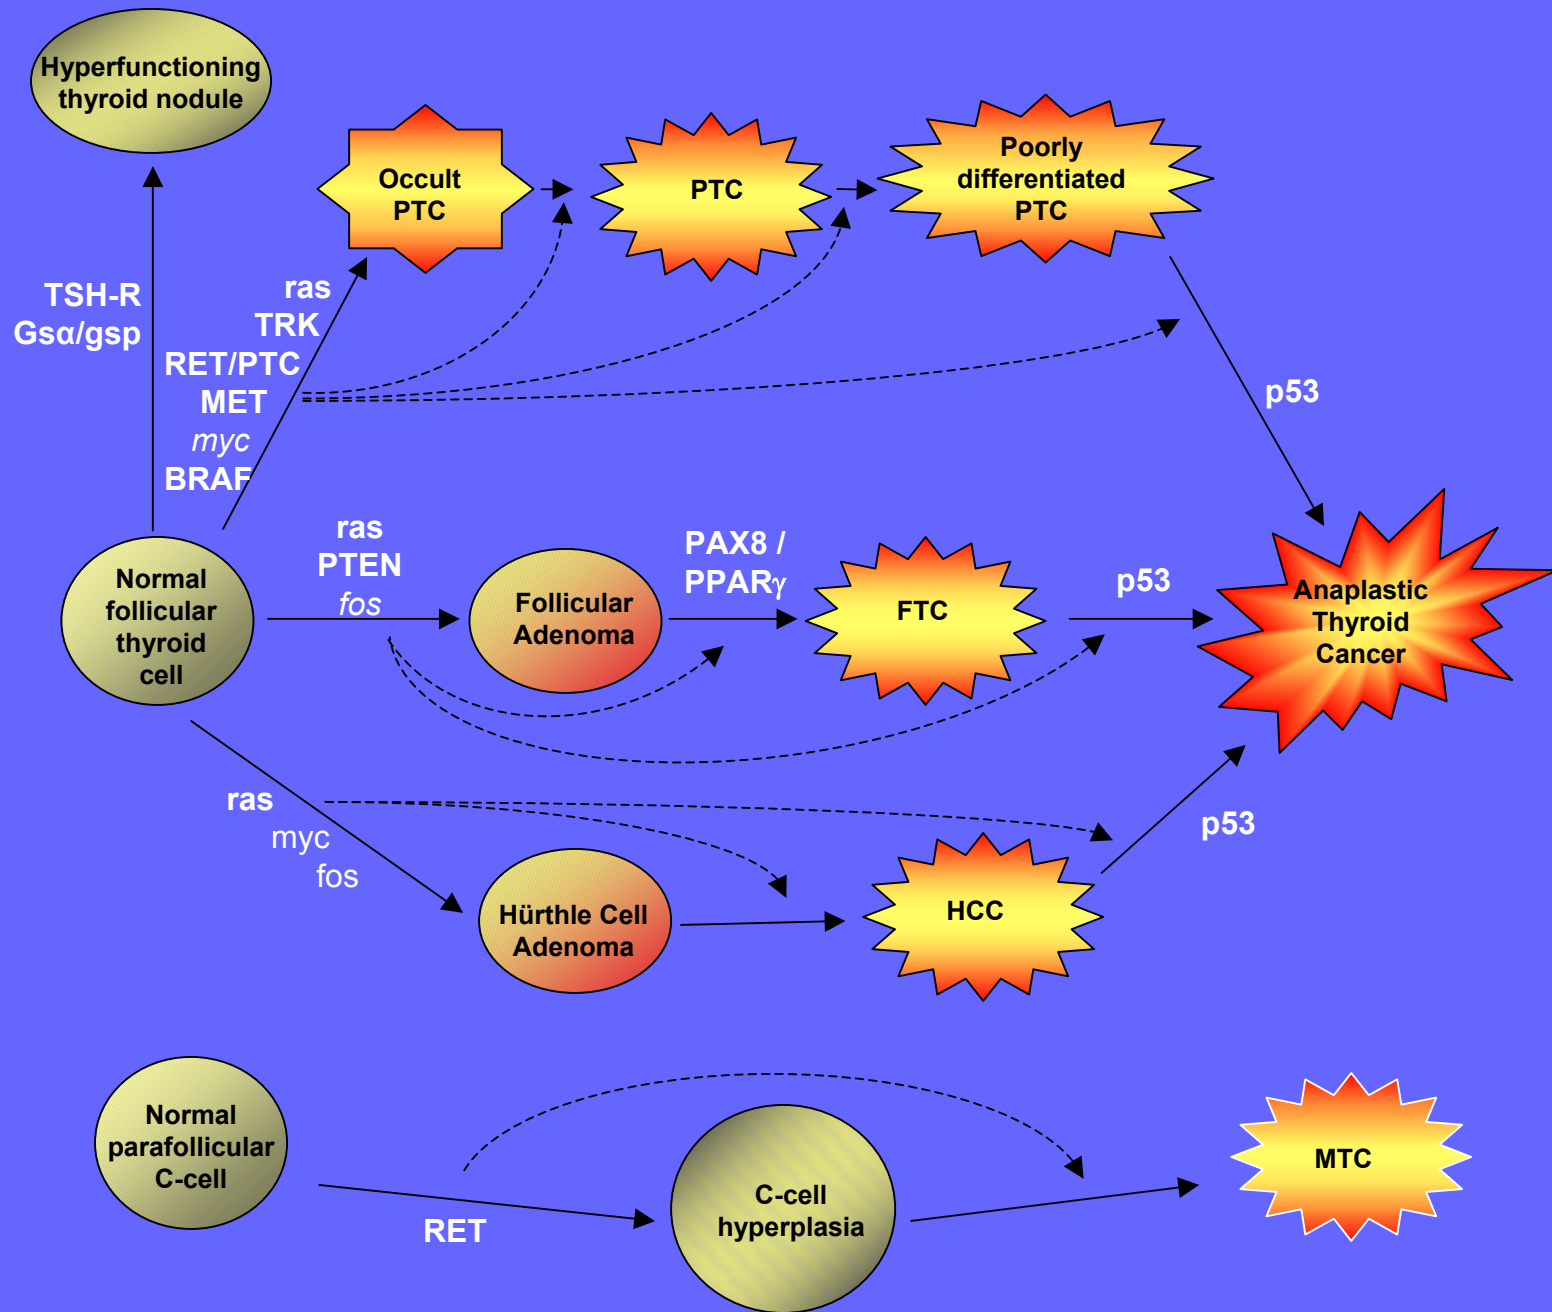 Hyperfunctioning
thyroid nodule
Occult
PTC
PTC
Poorly
differentiated
PTC
TSH-R
Gsα/gsp
ras
TRK
RET/PTC
MET
myc
BRAF
p53
Normal
follicular
thyroid
cell
ras
PTEN
fos
Follicular
Adenoma
PAX8 /
PPARγ
FTC
p53
Anaplastic
Thyroid
Cancer
ras
myc
fos
Hürthle Cell
Adenoma
HCC
p53
Normal
parafollicular
C-cell
RET
C-cell
hyperplasia
MTC